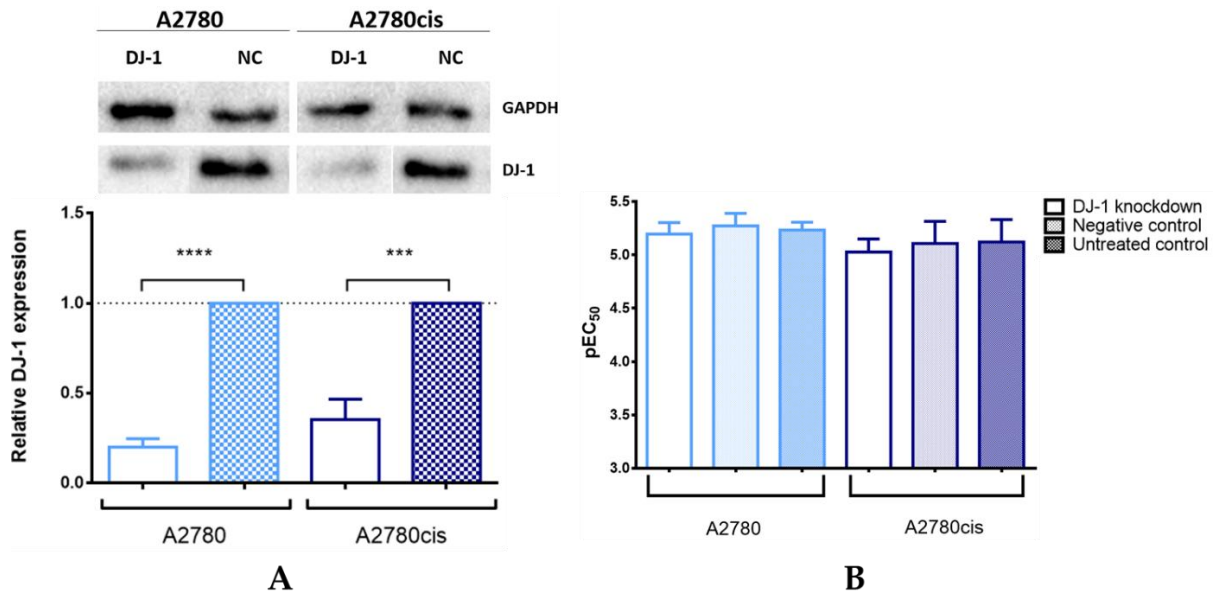 A2780 A2780cis
DJ-1 NC DJ-1 NC
GAPDH
DJ-1
Relative DJ-1 expression
1.5
1.0
0.5
0.0
**** ***
A2780 A2780cis
A
pEC50
5.5
5.0
4.5
4.0
3.5
3.0
A2780 A2780cis
DJ-1 knockdown
Negative control
Untreated control
B